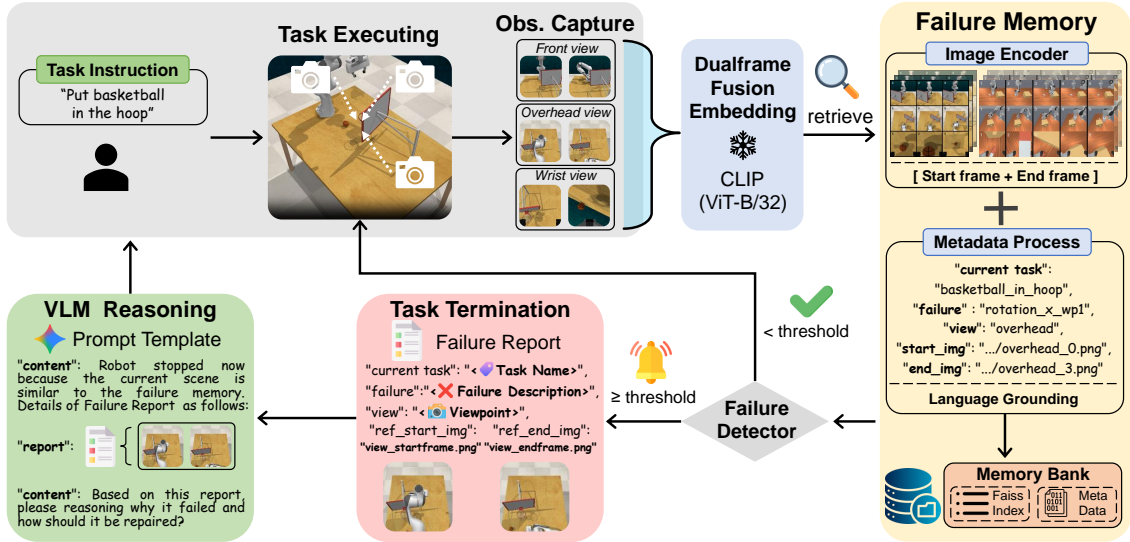 Task Executing
Task Instruction
“Put basketball
in the hoop”
Obs. Capture
Front view
Overhead view
Wrist view
Dualframe
Fusion
Embedding
CLIP
(ViT-B/32)
retrieve
Failure Memory
Image Encoder
[ Start frame + End frame ]
Metadata Process
"current task":
"basketball_in_hoop",
"failure" : "rotation_x_wp1"
"view": "overhead",
"start_img": ".../overhead_0.png",
"end_img": ".../overhead_3.png"
Language Grounding
Memory Bank
Faiss
Index
011
0101
001
Meta
Data
Failure
Detector
< threshold
≥ threshold
Task Termination
Failure Report
"current task": "< Task Name>",
"failure":"< Failure Description>",
"view": "< Viewpoint>",
"ref_start_img": "ref_end_img":
"view_startframe.png" "view_endframe.png"
VLM Reasoning
Prompt Template
"content": Robot stopped now
because the current scene is
similar to the failure memory.
Details of Failure Report as follows:
"report":
"content": Based on this report,
please reasoning why it failed and
how should it be repaired?